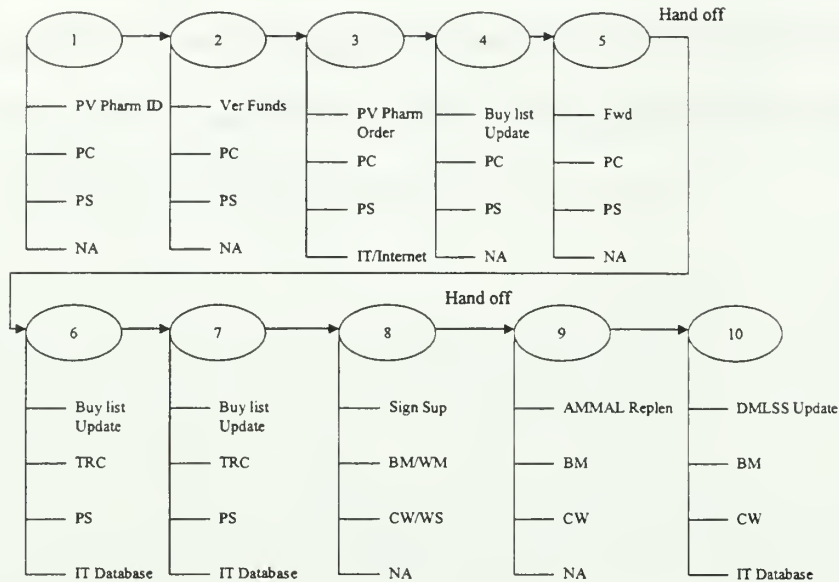 Hand off
1
2
3
4
5
PV Pharm ID
Ver Funds
PV Pharm
Order
Buy list
Update
Fwd
PC
PC
PC
PC
PC
PS
PS
PS
PS
PS
NA
NA
IT/Internet
NA
NA
Hand off
6
7
8
9
10
Buy list
Update
Buy list
Update
Sign Sup
AMMAL Replen
DMLSS Update
TRC
TRC
BM/WM
BM
BM
PS
PS
CW/WS
CW
CW
IT Database
IT Database
NA
NA
IT Database